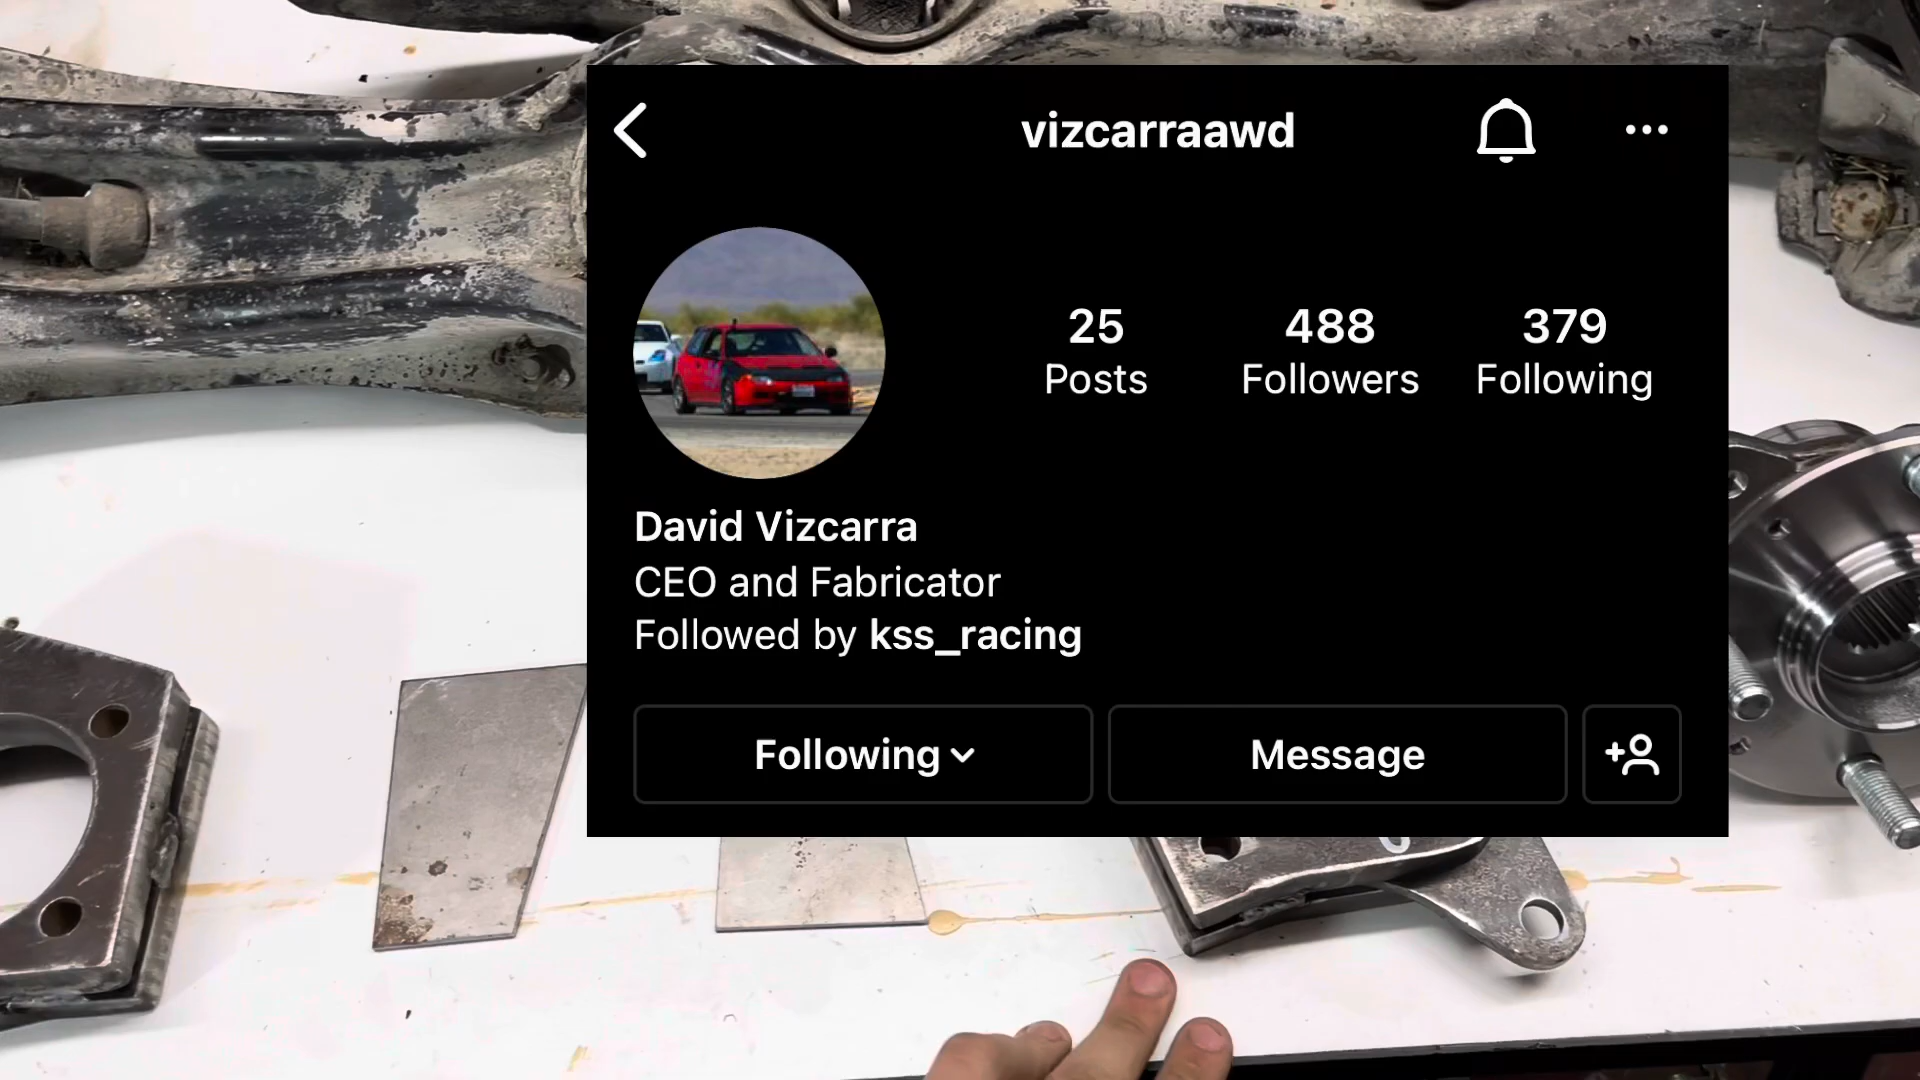 vizcarraawd
25 488 379
Posts Followers Following
David Vizcarra
CEO and Fabricator
Followed by kss_racing
Following Message